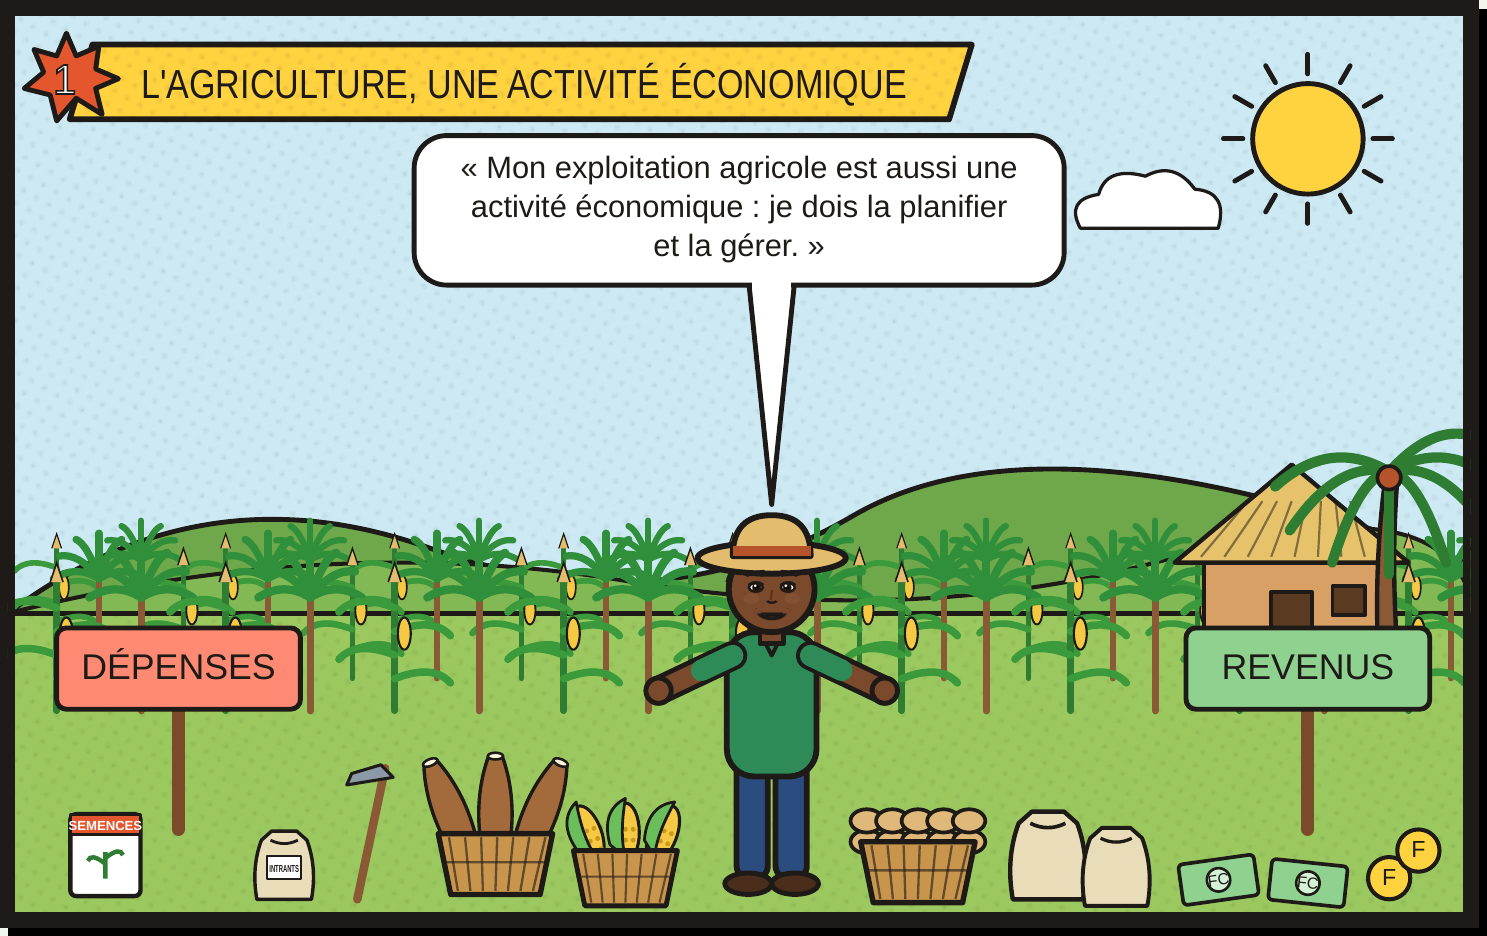 1
L'AGRICULTURE, UNE ACTIVITÉ ÉCONOMIQUE
« Mon exploitation agricole est aussi une
activité économique : je dois la planifier
et la gérer. »
DÉPENSES
REVENUS
SEMENCES
INTRANTS
FC
FC
F
F